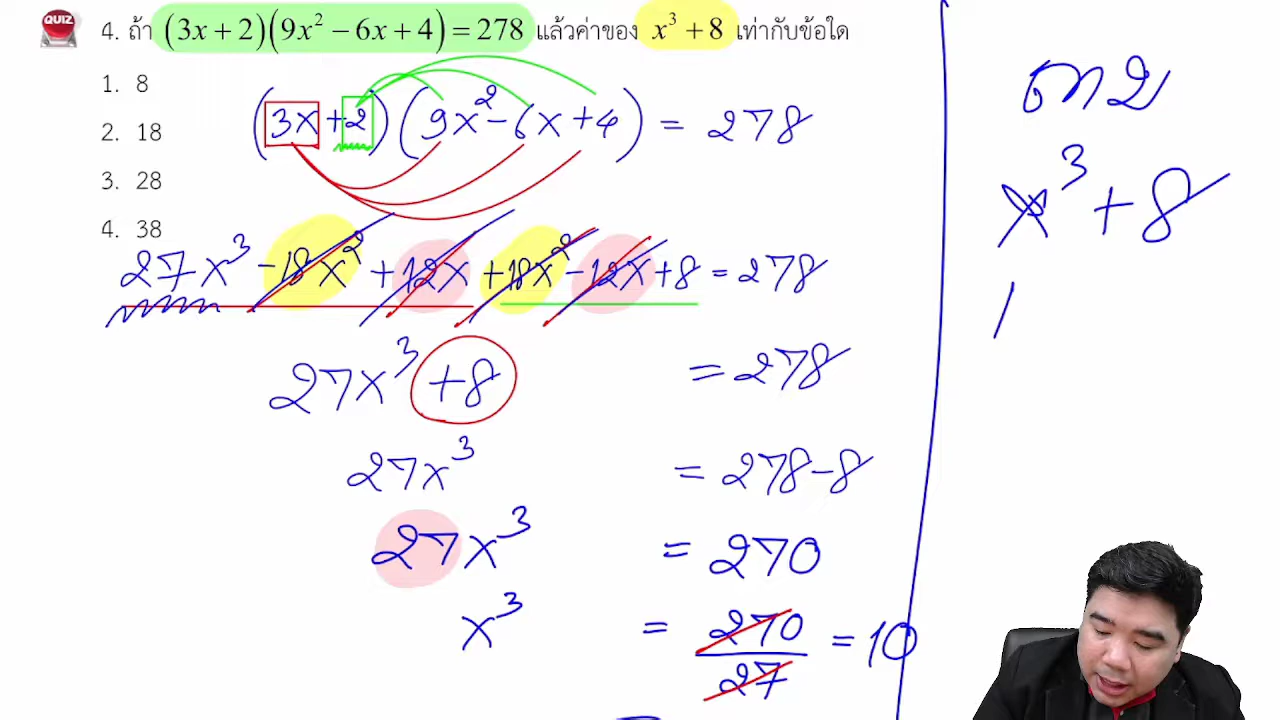 QUIZ
4. ถ้า (3x + 2)(9x² − 6x + 4) = 278 แล้วค่าของ x³ + 8 เท่ากับข้อใด
1. 8
2. 18
3. 28
4. 38
(3x + 2)(9x² − 6x + 4) = 278
27x³ − 18x² + 12x + 18x² − 12x + 8 = 278
27x³ + 8 = 278
27x³ = 278 − 8
27x³ = 270
x³ = 270/27 = 10
หา
x³ + 8
1